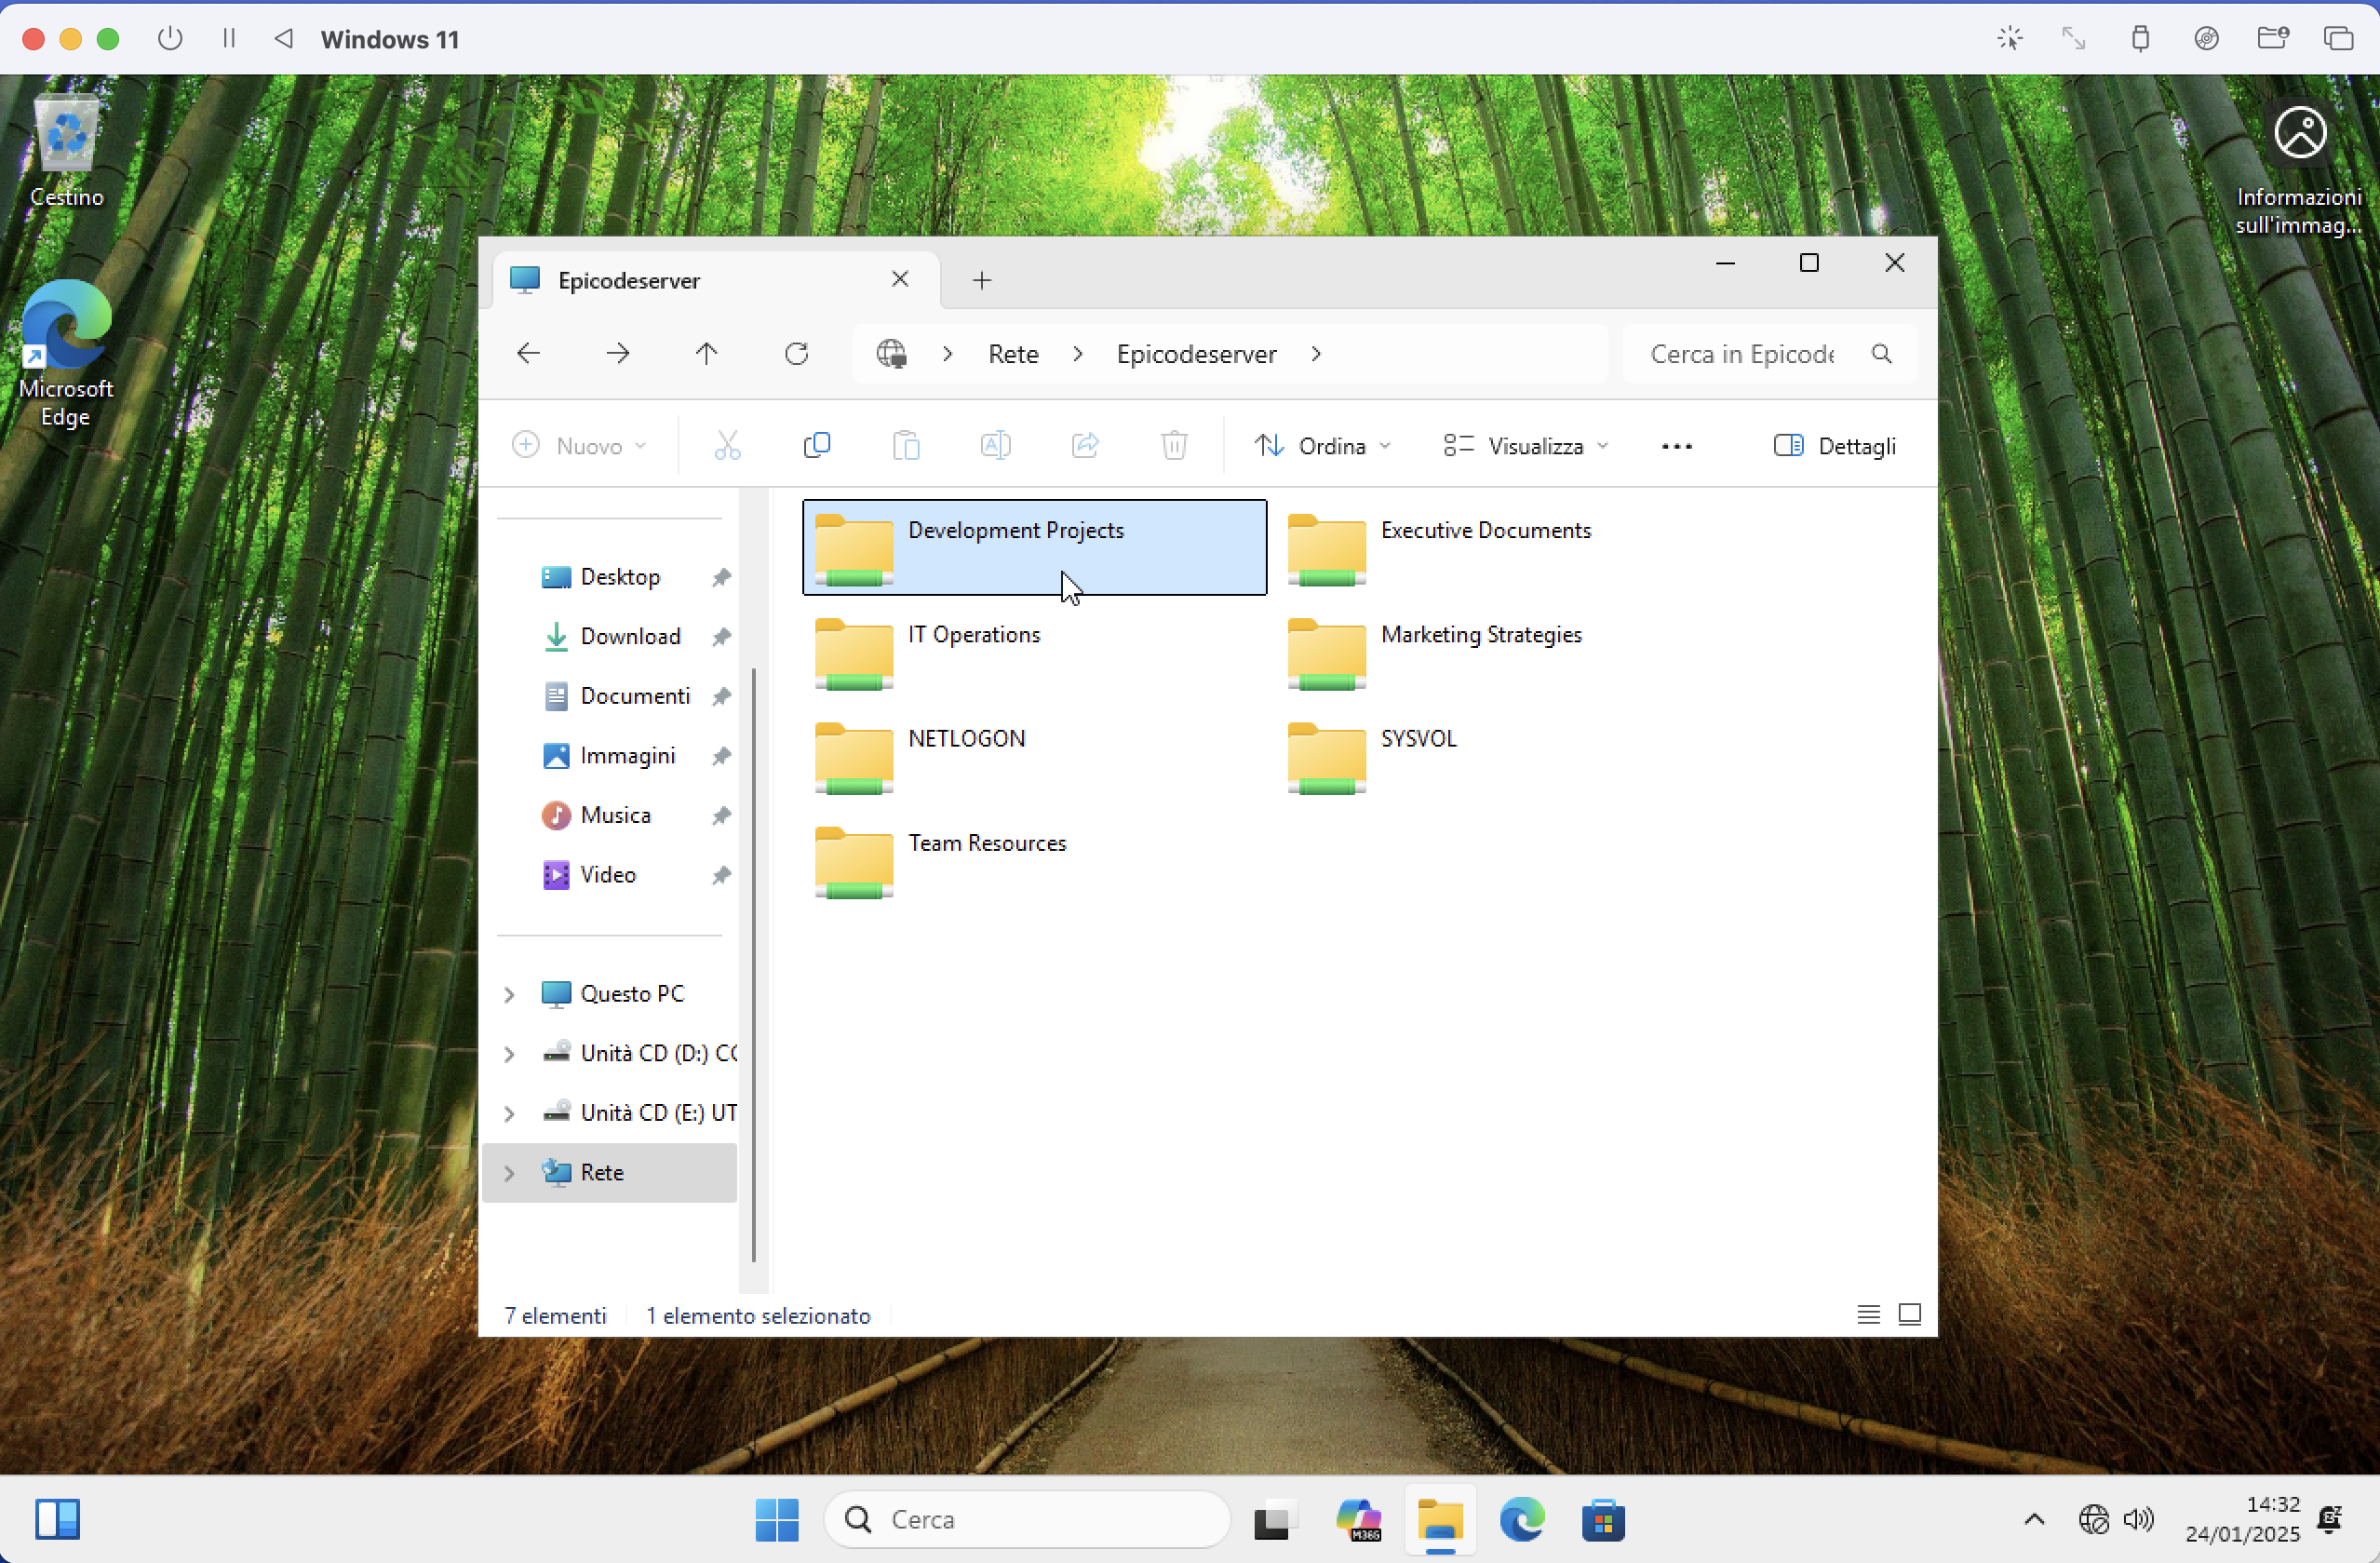 Windows 11
Cestino
Informazioni
sull'immag...
Microsoft
Edge
Epicodeserver
Rete
Epicodeserver
Cerca in Epicode
Nuovo
Ordina
Visualizza
Dettagli
Desktop
Download
Documenti
Immagini
Musica
Video
Questo PC
Unità CD (D:) CC
Unità CD (E:) UT
Rete
Development Projects
Executive Documents
IT Operations
Marketing Strategies
NETLOGON
SYSVOL
Team Resources
7 elementi
1 elemento selezionato
Cerca
M365
14:32
24/01/2025